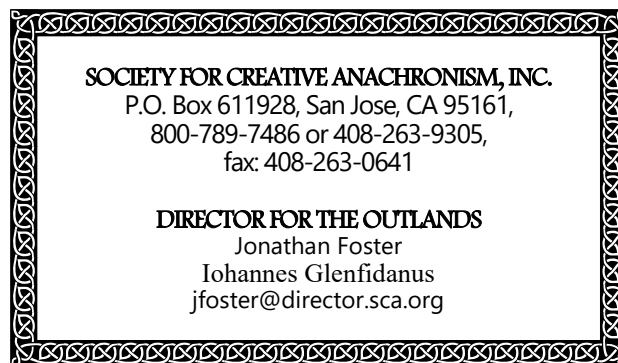 SOCIETY FOR CREATIVE ANACHRONISM, INC.
P.O. Box 611928, San Jose, CA 95161,
800-789-7486 or 408-263-9305,
fax: 408-263-0641
DIRECTOR FOR THE OUTLANDS
Jonathan Foster
Iohannes Glenfidanus
jfoster@director.sca.org